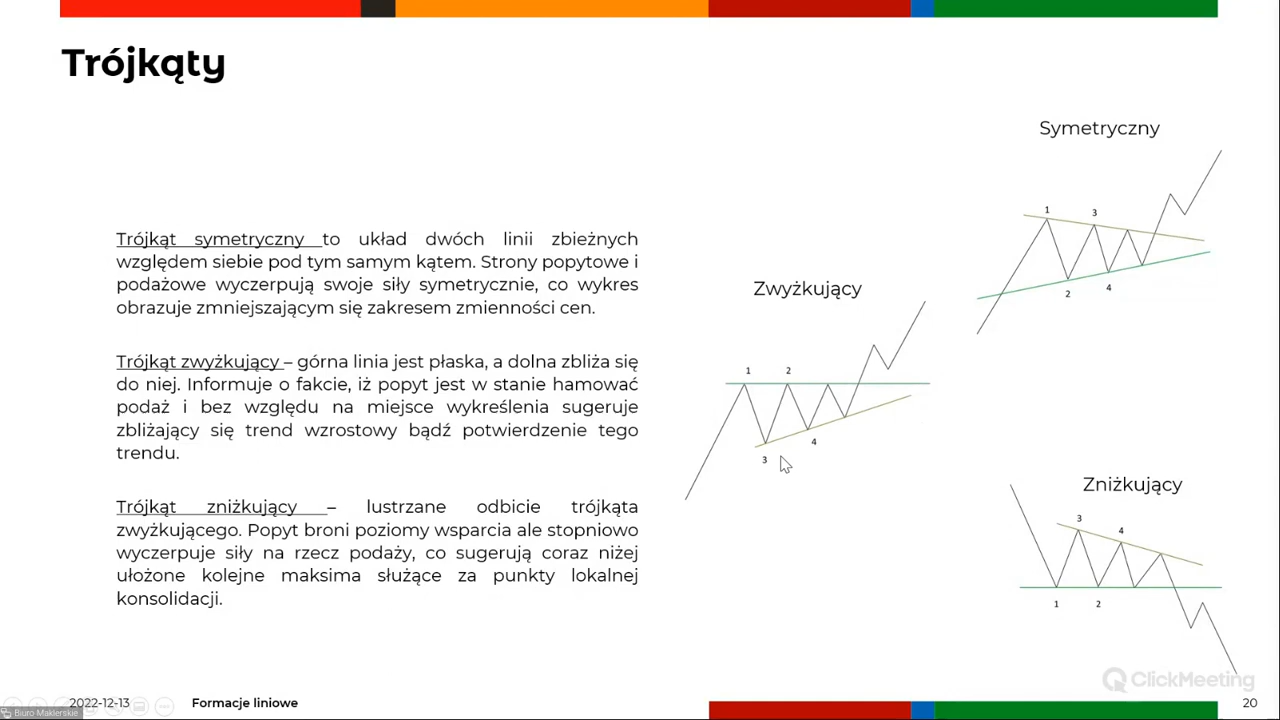 Trójkąty
Trójkąt symetryczny to układ dwóch linii zbieżnych
względem siebie pod tym samym kątem. Strony popytowe i
podażowe wyczerpują swoje siły symetrycznie, co wykres
obrazuje zmniejszającym się zakresem zmienności cen.
Trójkąt zwyżkujący – górna linia jest płaska, a dolna zbliża się
do niej. Informuje o fakcie, iż popyt jest w stanie hamować
podaż i bez względu na miejsce wykreślenia sugeruje
zbliżający się trend wzrostowy bądź potwierdzenie tego
trendu.
Trójkąt zniżkujący – lustrzane odbicie trójkąta
zwyżkującego. Popyt broni poziomy wsparcia ale stopniowo
wyczerpuje siły na rzecz podaży, co sugerują coraz niżej
ułożone kolejne maksima służące za punkty lokalnej
konsolidacji.
Zwyżkujący
1 2
4
3
Symetryczny
1 3
2 4
Zniżkujący
3
4
1 2
ClickMeeting
2022-12-13 Formacje liniowe 20
Biuro Maklerskie